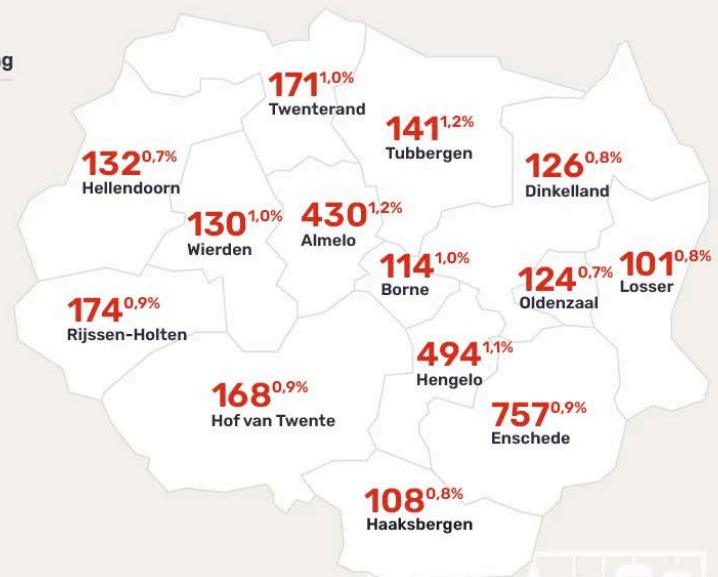 171 1,0%
Twenterand
141 1,2%
Tubbergen
132 0,7%
Hellendoorn
126 0,8%
Dinkelland
130 1,0%
Wierden
430 1,2%
Almelo
114 1,0%
Borne
124 0,7%
Oldenzaal
101 0,8%
Losser
174 0,9%
Rijssen-Holten
494 1,1%
Hengelo
168 0,9%
Hof van Twente
757 0,9%
Enschede
108 0,8%
Haaksbergen